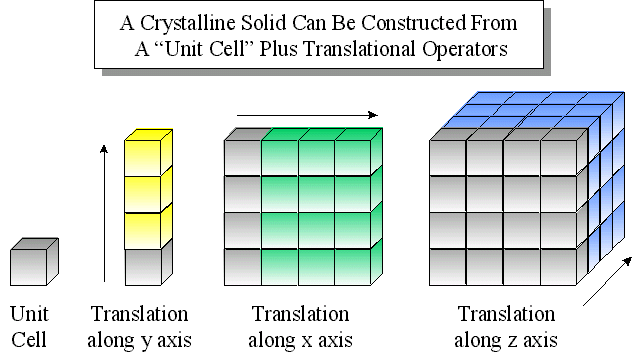 A Crystalline Solid Can Be Constructed From
A “Unit Cell” Plus Translational Operators
Unit
Cell
Translation
along y axis
Translation
along x axis
Translation
along z axis